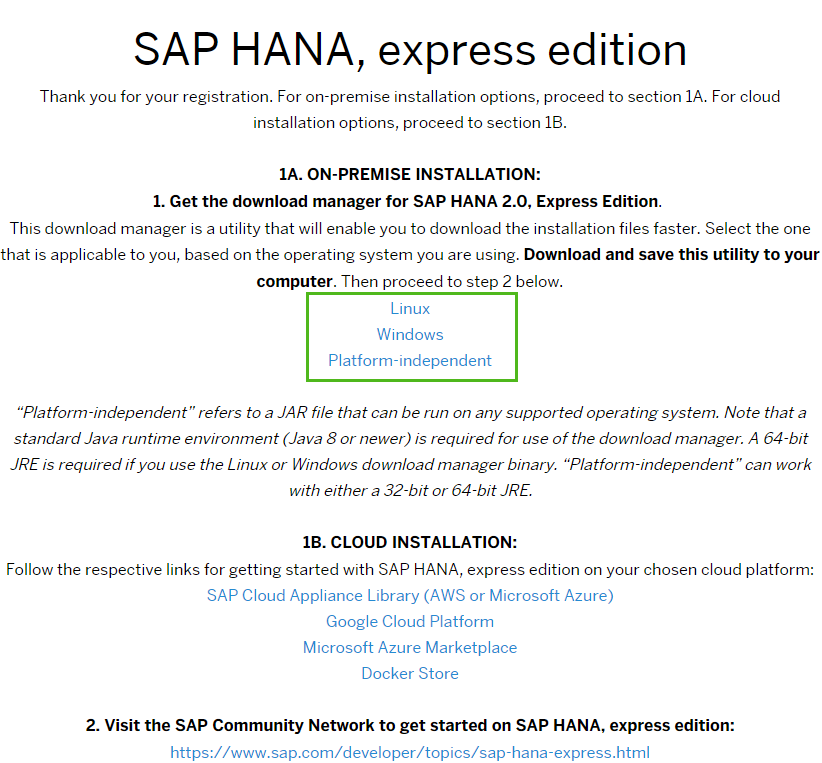 SAP HANA, express edition
Thank you for your registration. For on-premise installation options, proceed to section 1A. For cloud
installation options, proceed to section 1B.
1A. ON-PREMISE INSTALLATION:
1. Get the download manager for SAP HANA 2.0, Express Edition.
This download manager is a utility that will enable you to download the installation files faster. Select the one
that is applicable to you, based on the operating system you are using. Download and save this utility to your
computer. Then proceed to step 2 below.
Linux
Windows
Platform-independent
“Platform-independent” refers to a JAR file that can be run on any supported operating system. Note that a
standard Java runtime environment (Java 8 or newer) is required for use of the download manager. A 64-bit
JRE is required if you use the Linux or Windows download manager binary. “Platform-independent” can work
with either a 32-bit or 64-bit JRE.
1B. CLOUD INSTALLATION:
Follow the respective links for getting started with SAP HANA, express edition on your chosen cloud platform:
SAP Cloud Appliance Library (AWS or Microsoft Azure)
Google Cloud Platform
Microsoft Azure Marketplace
Docker Store
2. Visit the SAP Community Network to get started on SAP HANA, express edition:
https://www.sap.com/developer/topics/sap-hana-express.html